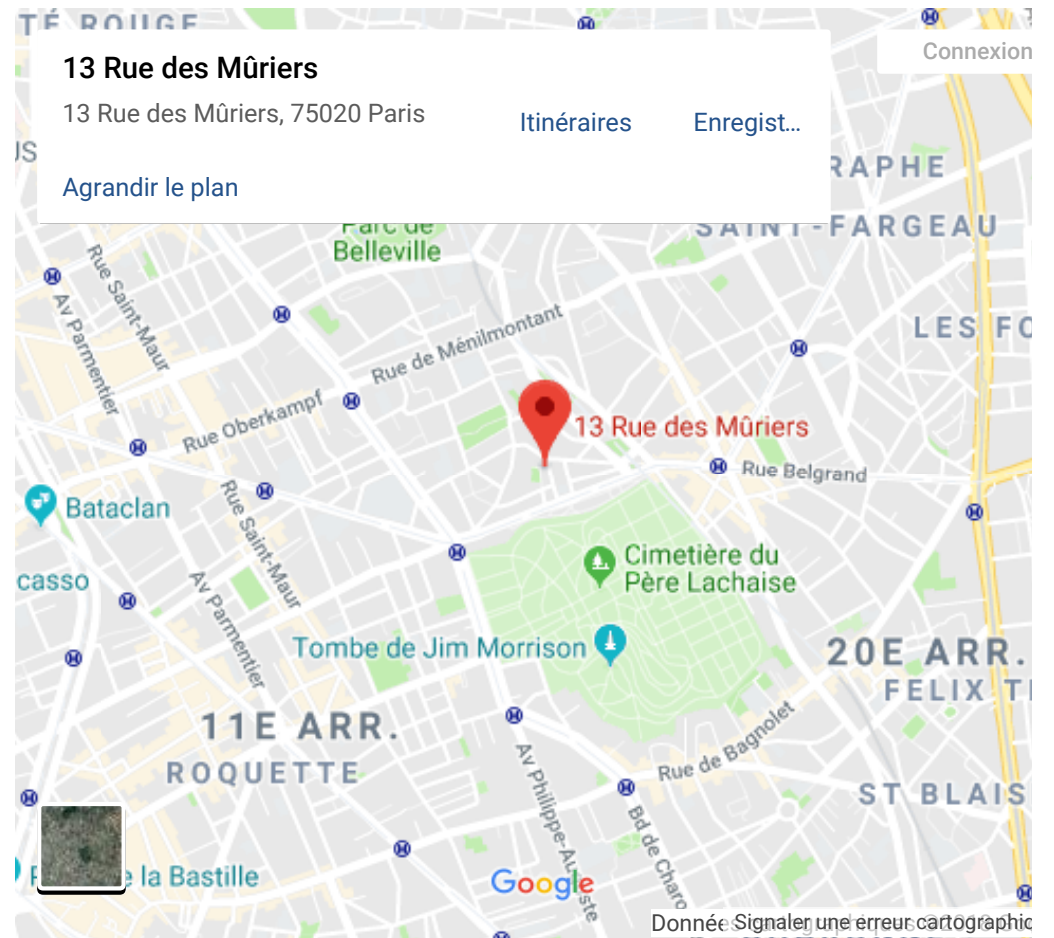 TÉ ROUGE
13 Rue des Mûriers
13 Rue des Mûriers, 75020 Paris
Itinéraires
Enregist...
Agrandir le plan
Connexion
RAPHE
SAINT-FARGEAU
Parc de
Belleville
Rue Saint-Maur
Av Parmentier
Rue de Ménilmontant
LES FO
Rue Oberkampf
13 Rue des Mûriers
Rue Belgrand
Bataclan
Rue Saint-Maur
Cimetière du
Père Lachaise
casso
Av Parmentier
Tombe de Jim Morrison
20E ARR.
FELIX T
11E ARR.
ROQUETTE
Rue de Bagnolet
Av Philippe-Auguste
ST BLAIS
Bd de Charo
e la Bastille
Google
Donnée
Signaler une erreur cartographiq